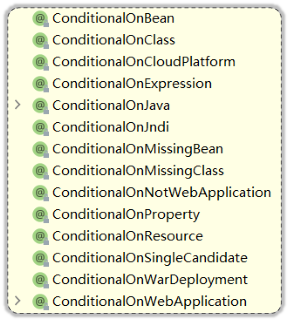 ConditionalOnBean
ConditionalOnClass
ConditionalOnCloudPlatform
ConditionalOnExpression
ConditionalOnJava
ConditionalOnJndi
ConditionalOnMissingBean
ConditionalOnMissingClass
ConditionalOnNotWebApplication
ConditionalOnProperty
ConditionalOnResource
ConditionalOnSingleCandidate
ConditionalOnWarDeployment
ConditionalOnWebApplication